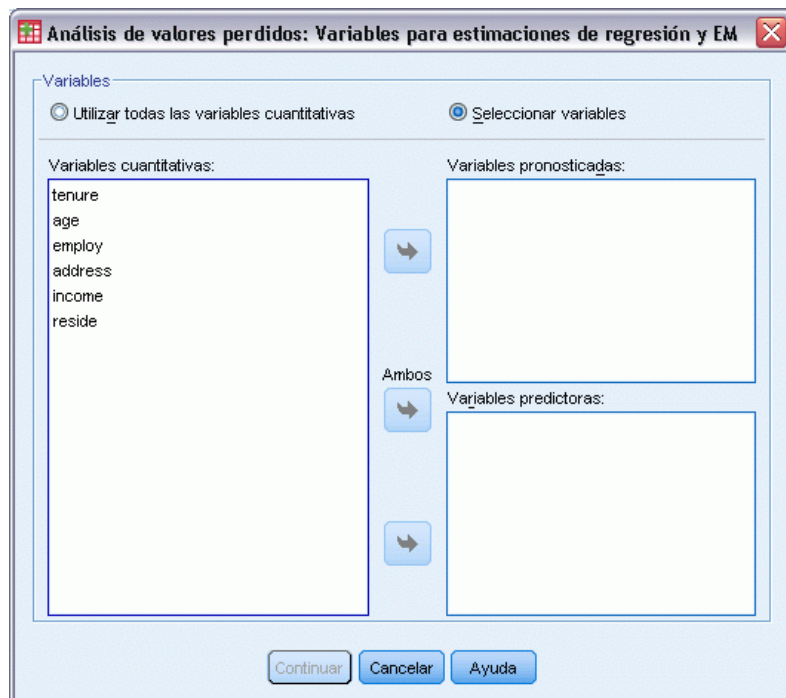 Análisis de valores perdidos: Variables para estimaciones de regresión y EM
Variables
Utilizar todas las variables cuantitativas
Seleccionar variables
Variables cuantitativas:
tenure
age
employ
address
income
reside
Variables pronosticadas:
Ambos
Variables predictoras:
Continuar
Cancelar
Ayuda